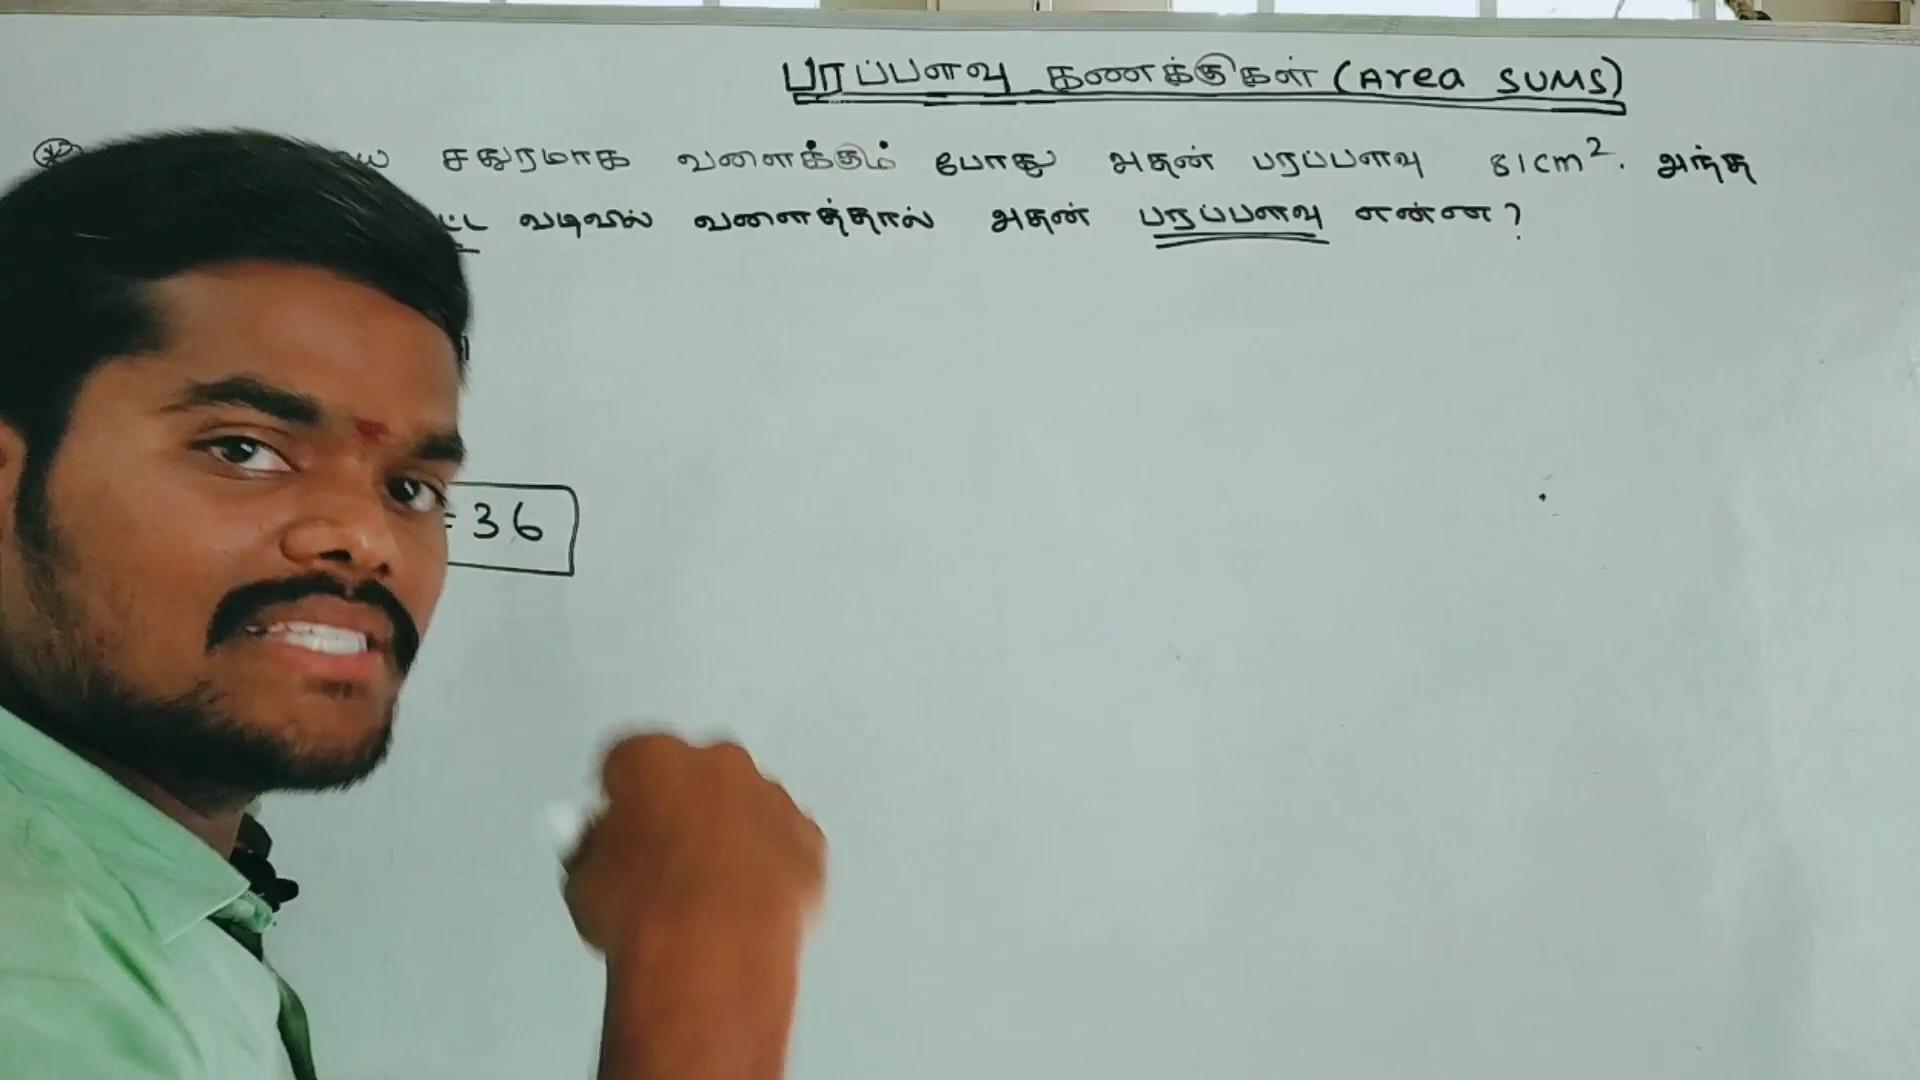 பரப்பளவு கணக்குகள் (Area SUMS)
சதுரமாக வளைக்கும் போது அதன் பரப்பளவு 81cm². அந்த
வடிவில் வளைத்தால் அதன் பரப்பளவு என்ன?
= 36